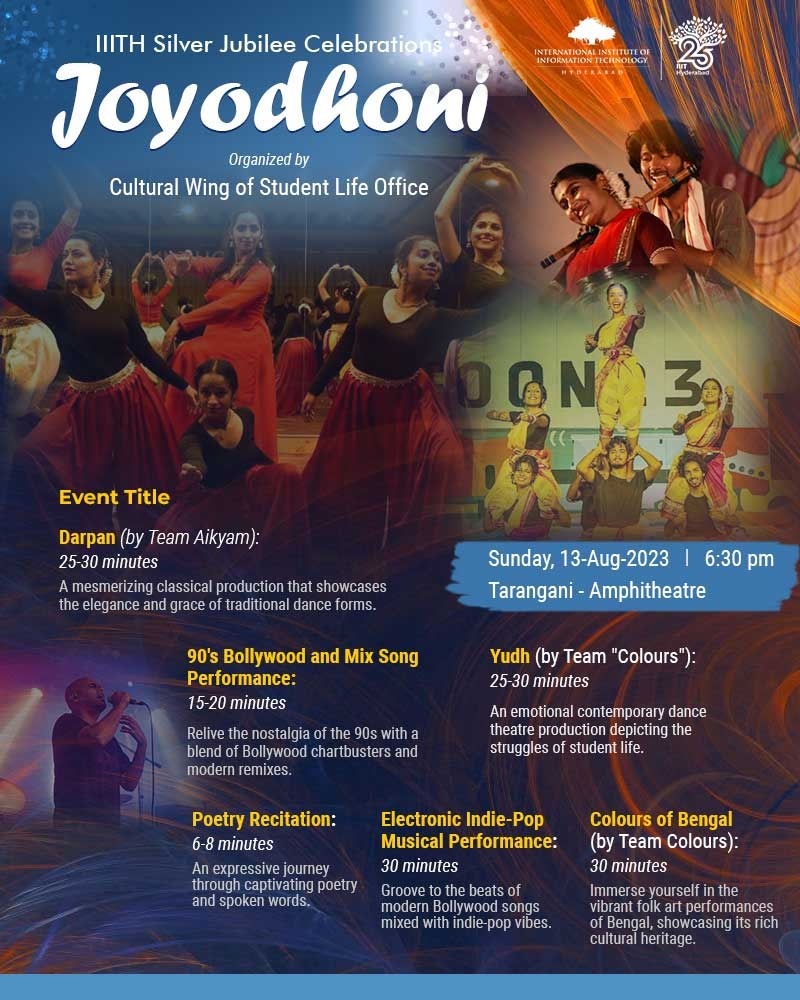 IIITH Silver Jubilee Celebrations
Joyodhoni
Organized by
Cultural Wing of Student Life Office
INTERNATIONAL INSTITUTE OF
INFORMATION TECHNOLOGY
HYDERABAD
25
IIIT
Hyderabad
OON 23
Event Title
Darpan (by Team Aikyam):
25-30 minutes
A mesmerizing classical production that showcases
the elegance and grace of traditional dance forms.
Sunday, 13-Aug-2023 | 6:30 pm
Tarangani - Amphitheatre
90's Bollywood and Mix Song
Performance:
15-20 minutes
Relive the nostalgia of the 90s with a
blend of Bollywood chartbusters and
modern remixes.
Yudh (by Team "Colours"):
25-30 minutes
An emotional contemporary dance
theatre production depicting the
struggles of student life.
Poetry Recitation:
6-8 minutes
An expressive journey
through captivating poetry
and spoken words.
Electronic Indie-Pop
Musical Performance:
30 minutes
Groove to the beats of
modern Bollywood songs
mixed with indie-pop vibes.
Colours of Bengal
(by Team Colours):
30 minutes
Immerse yourself in the
vibrant folk art performances
of Bengal, showcasing its rich
cultural heritage.